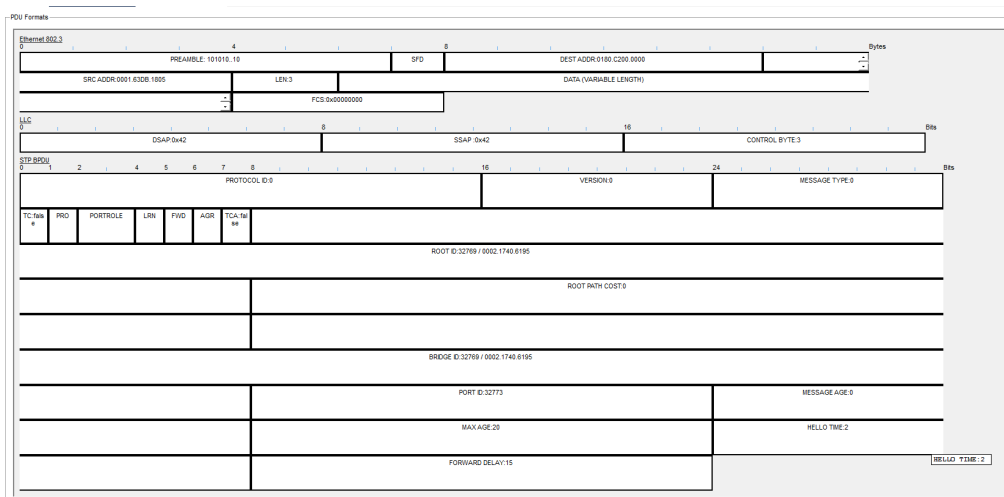 PDU Formats
Ethernet 802.3
0 4 8 Bytes
PREAMBLE: 101010..10 SFD DEST ADDR:0180.C200.0000
SRC ADDR:0001.63DB.1805 LEN:3 DATA (VARIABLE LENGTH)
FCS:0x00000000
LLC
0 8 16 Bits
DSAP:0x42 SSAP:0x42 CONTROL BYTE:3
STP BPDU
0 1 2 4 5 6 7 8 16 24 Bits
PROTOCOL ID:0 VERSION:0 MESSAGE TYPE:0
TC:fals PRO PORTROLE LRN FWD AGR TCA:fal
e se
ROOT ID:32769 / 0002.1740.6195
ROOT PATH COST:0
BRIDGE ID:32769 / 0002.1740.6195
PORT ID:32773 MESSAGE AGE:0
MAX AGE:20 HELLO TIME:2
FORWARD DELAY:15 HELLO TIME:2